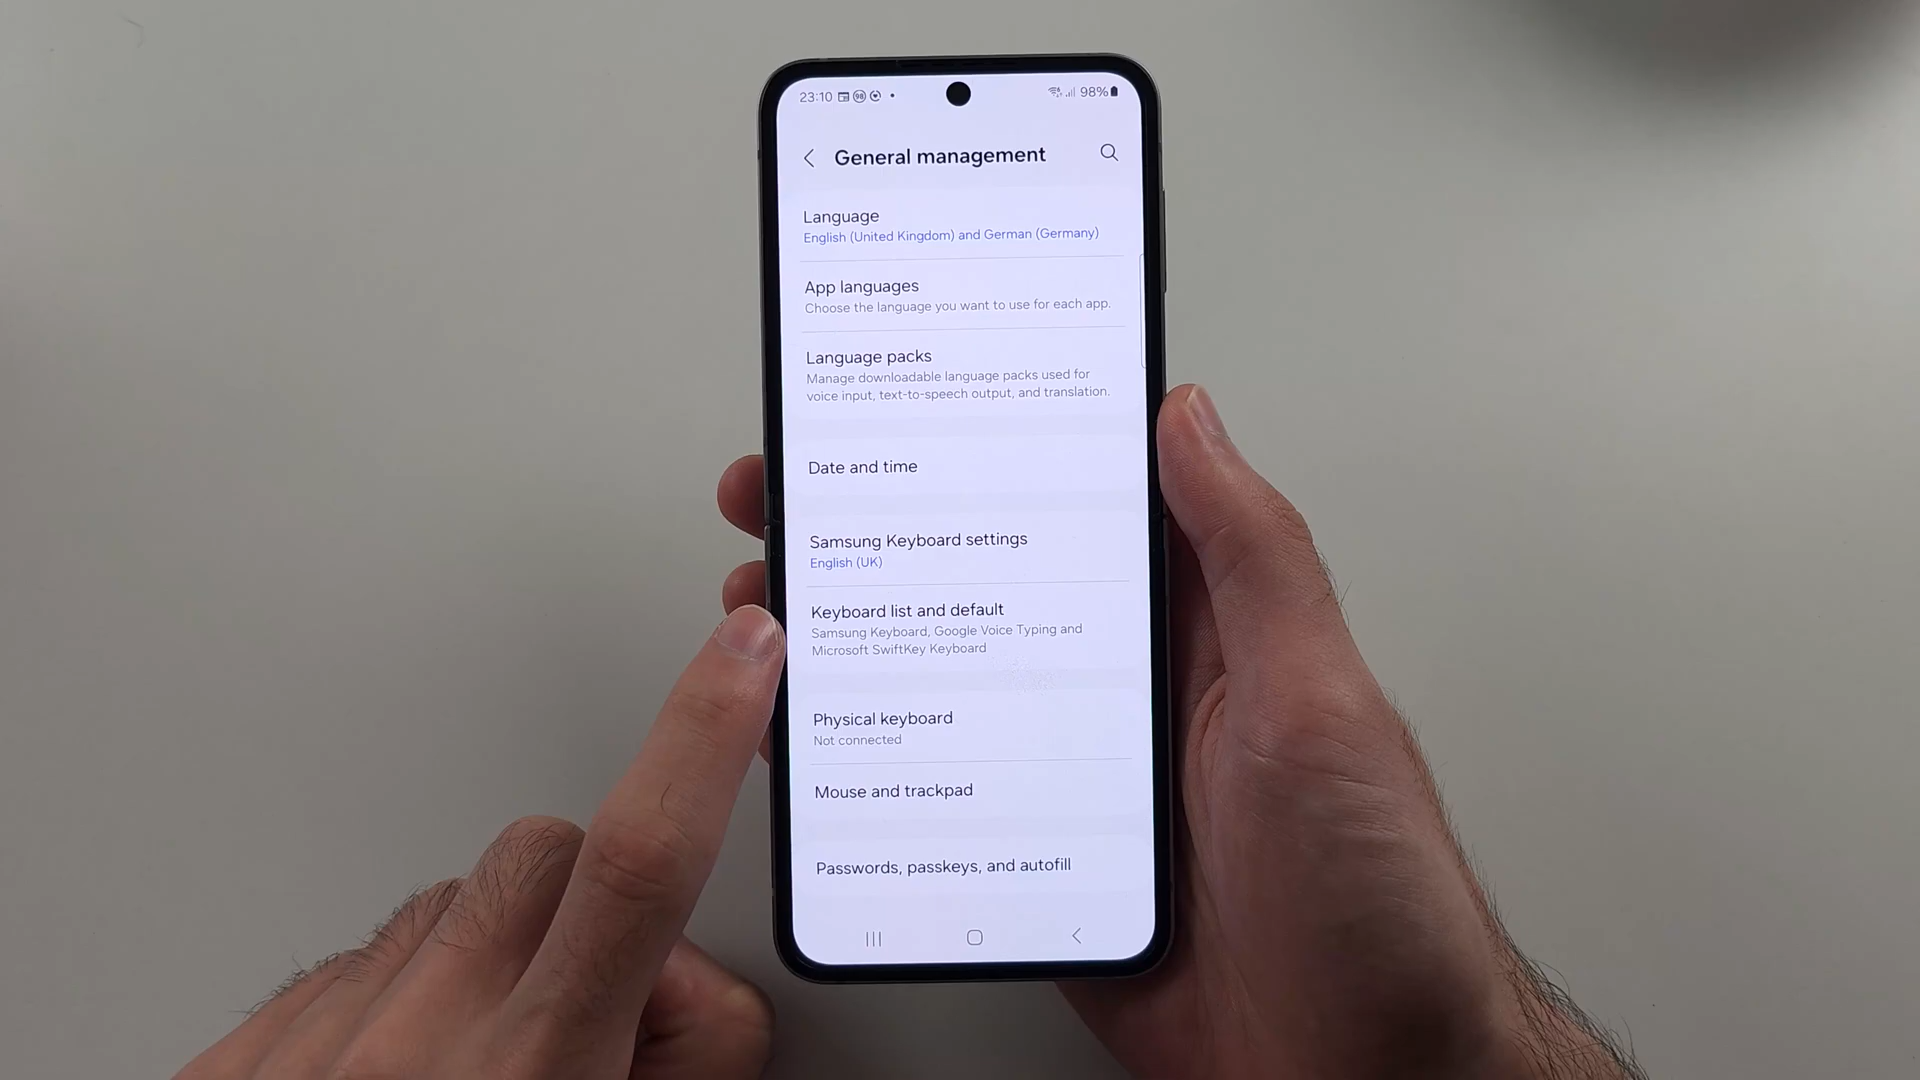 23:10
98%
General management
Language
English (United Kingdom) and German (Germany)
App languages
Choose the language you want to use for each app.
Language packs
Manage downloadable language packs used for
voice input, text-to-speech output, and translation.
Date and time
Samsung Keyboard settings
English (UK)
Keyboard list and default
Samsung Keyboard, Google Voice Typing and
Microsoft SwiftKey Keyboard
Physical keyboard
Not connected
Mouse and trackpad
Passwords, passkeys, and autofill